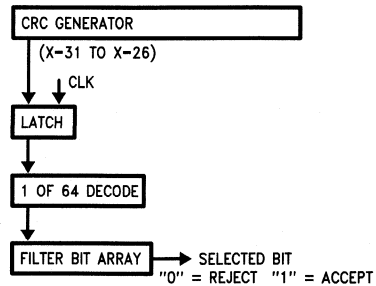 CRC GENERATOR
(X-31 TO X-26)
CLK
LATCH
1 OF 64 DECODE
FILTER BIT ARRAY
SELECTED BIT
"0" = REJECT "1" = ACCEPT